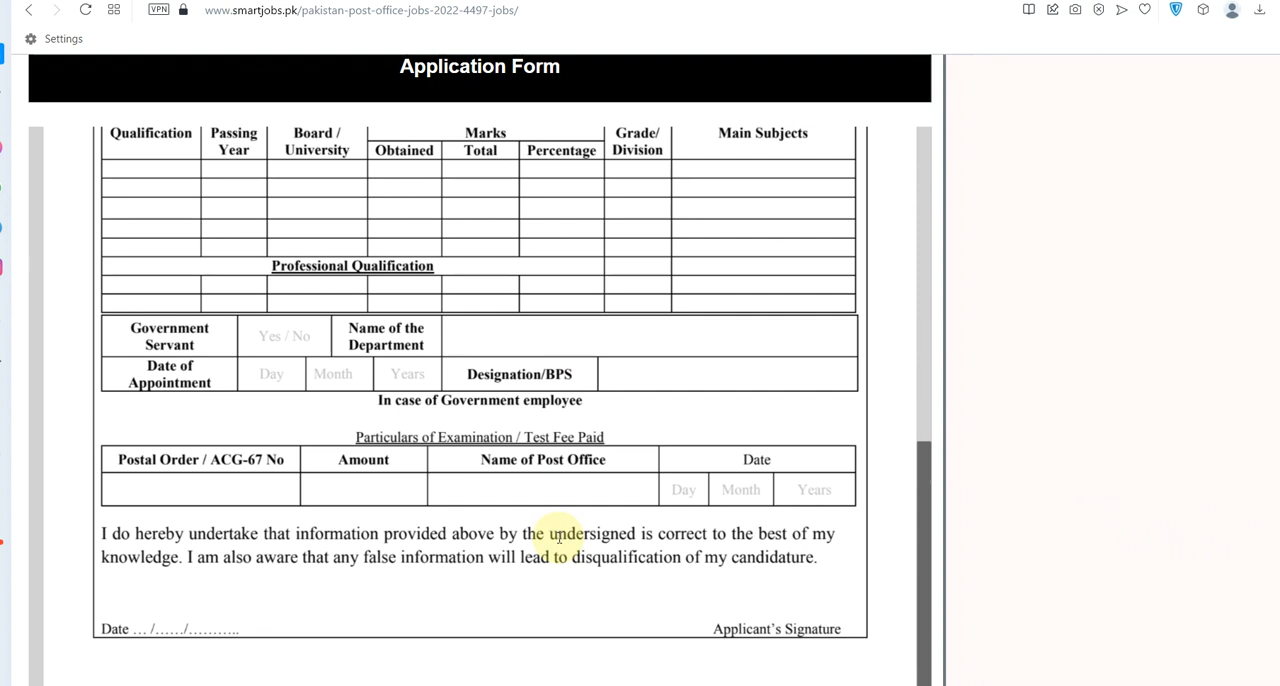 VPN www.smartjobs.pk/pakistan-post-office-jobs-2022-4497-jobs/
Settings
Application Form
Qualification Passing Year Board / University Marks Grade/ Division Main Subjects
Obtained Total Percentage
Professional Qualification
Government Servant Yes / No Name of the Department
Date of Appointment Day Month Years Designation/BPS
In case of Government employee
Particulars of Examination / Test Fee Paid
Postal Order / ACG-67 No Amount Name of Post Office Date
Day Month Years
I do hereby undertake that information provided above by the undersigned is correct to the best of my
knowledge. I am also aware that any false information will lead to disqualification of my candidature.
Date ... /....../........... Applicant's Signature